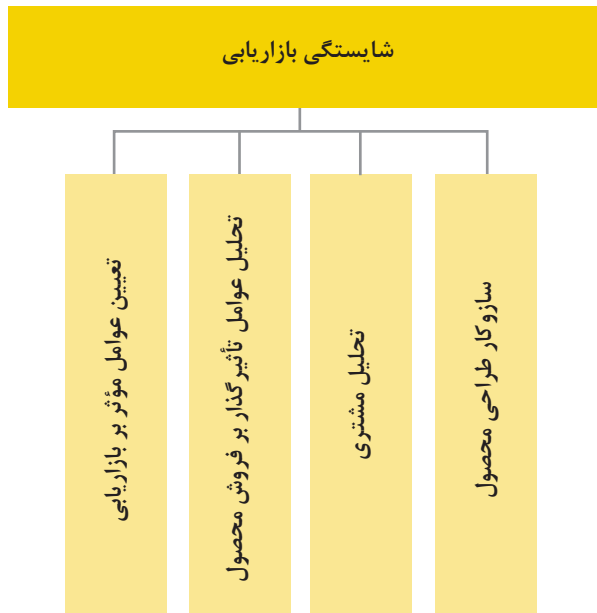 شایستگی بازاریابی
سازوکار طراحی محصول
تحلیل مشتری
تحلیل عوامل تأثیرگذار بر فروش محصول
تعیین عوامل مؤثر بر بازاریابی